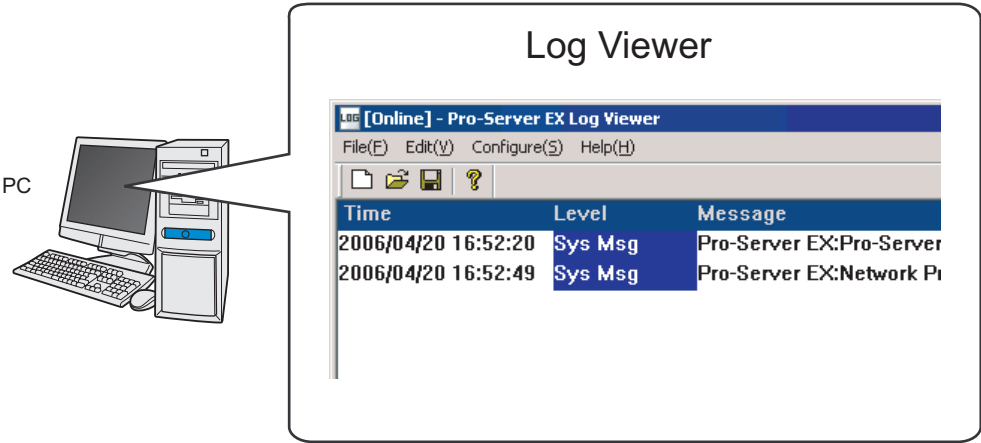 Log Viewer
LOG [Online] - Pro-Server EX Log Viewer
File(F) Edit(V) Configure(S) Help(H)
PC
Time Level Message
2006/04/20 16:52:20 Sys Msg Pro-Server EX:Pro-Server
2006/04/20 16:52:49 Sys Msg Pro-Server EX:Network